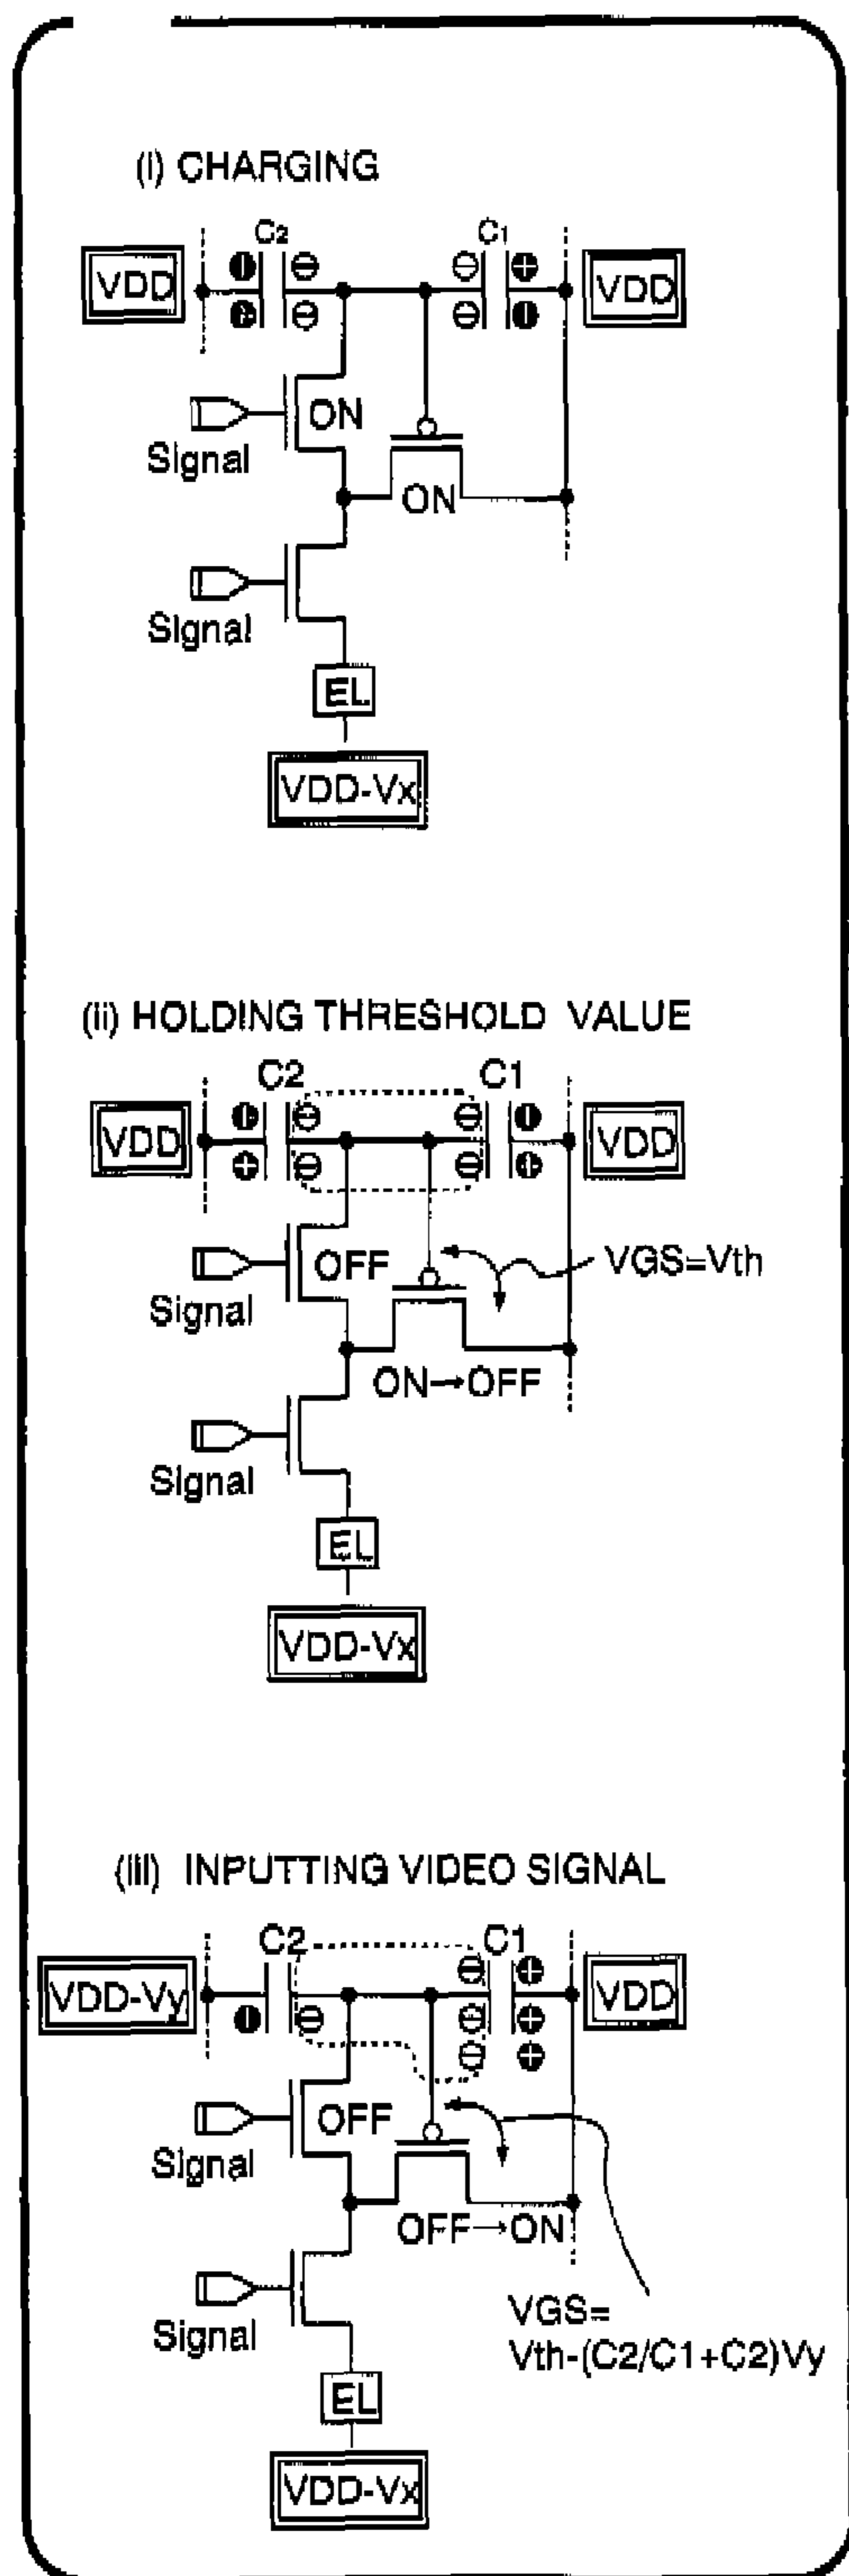 (i) CHARGING
C2 C1
VDD VDD
ON
Signal
ON
Signal
EL
VDD-Vx
(ii) HOLDING THRESHOLD VALUE
C2 C1
VDD VDD
OFF VGS=Vth
Signal
ON→OFF
Signal
EL
VDD-Vx
(iii) INPUTTING VIDEO SIGNAL
C2 C1
VDD-Vy VDD
OFF
Signal
OFF→ON
Signal
VGS=
Vth-(C2/C1+C2)Vy
EL
VDD-Vx